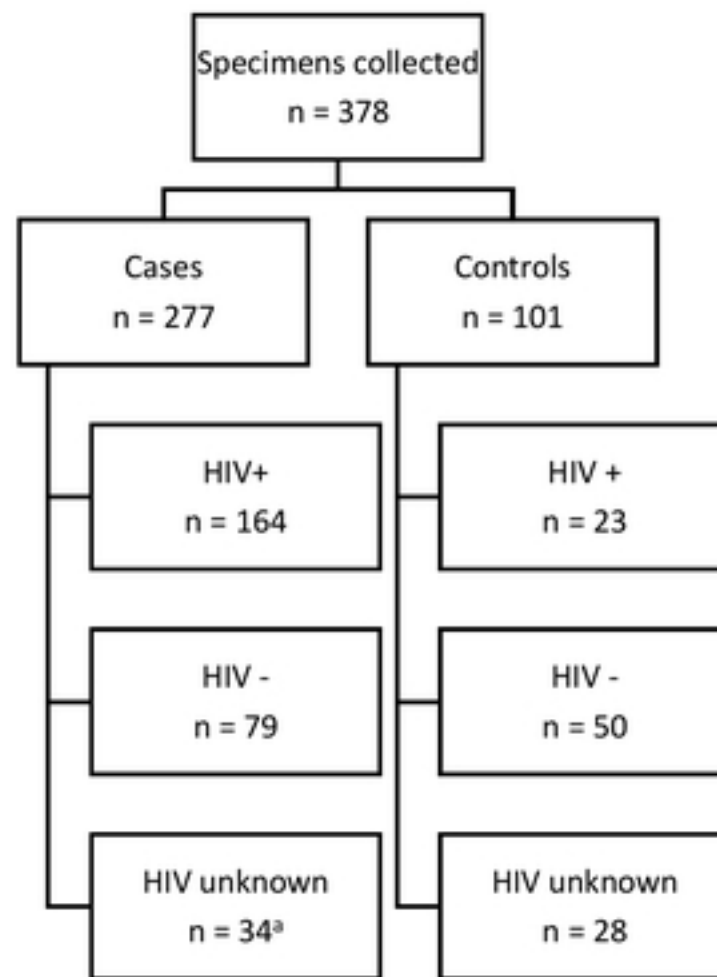 Specimens collected
n = 378
Cases
n = 277
Controls
n = 101
HIV+
n = 164
HIV +
n = 23
HIV -
n = 79
HIV -
n = 50
HIV unknown
n = 34ᵃ
HIV unknown
n = 28